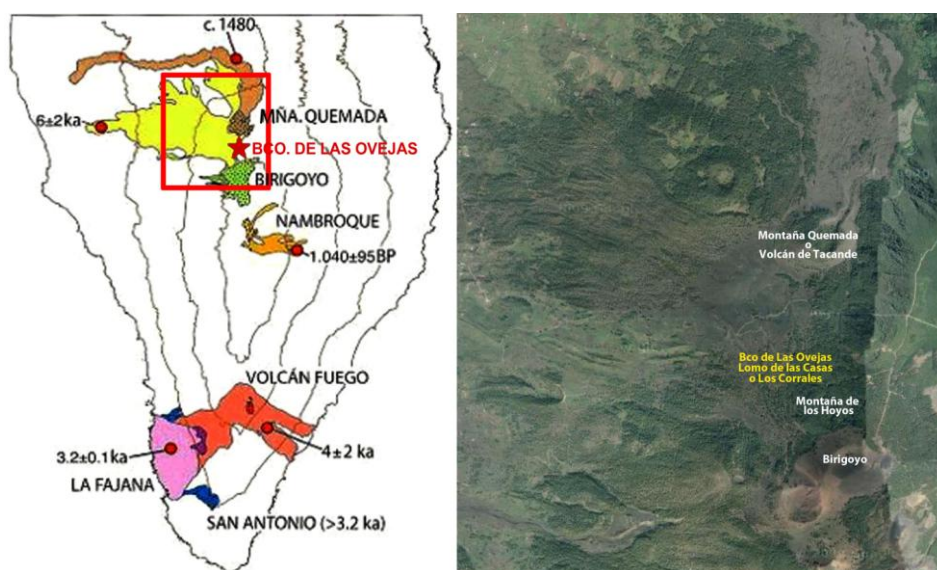 c. 1480
MÑA. QUEMADA
6±2 ka
BCO. DE LAS OVEJAS
BIRIGOYO
NAMBROQUE
1.040±95BP
VOLCÁN FUEGO
3.2±0.1 ka
4±2 ka
LA FAJANA
SAN ANTONIO (>3.2 ka)
Montaña Quemada
o
Volcán de Tacande
Bco de Las Ovejas
Lomo de las Casas
o Los Corrales
Montaña de
los Hoyos
Birigoyo